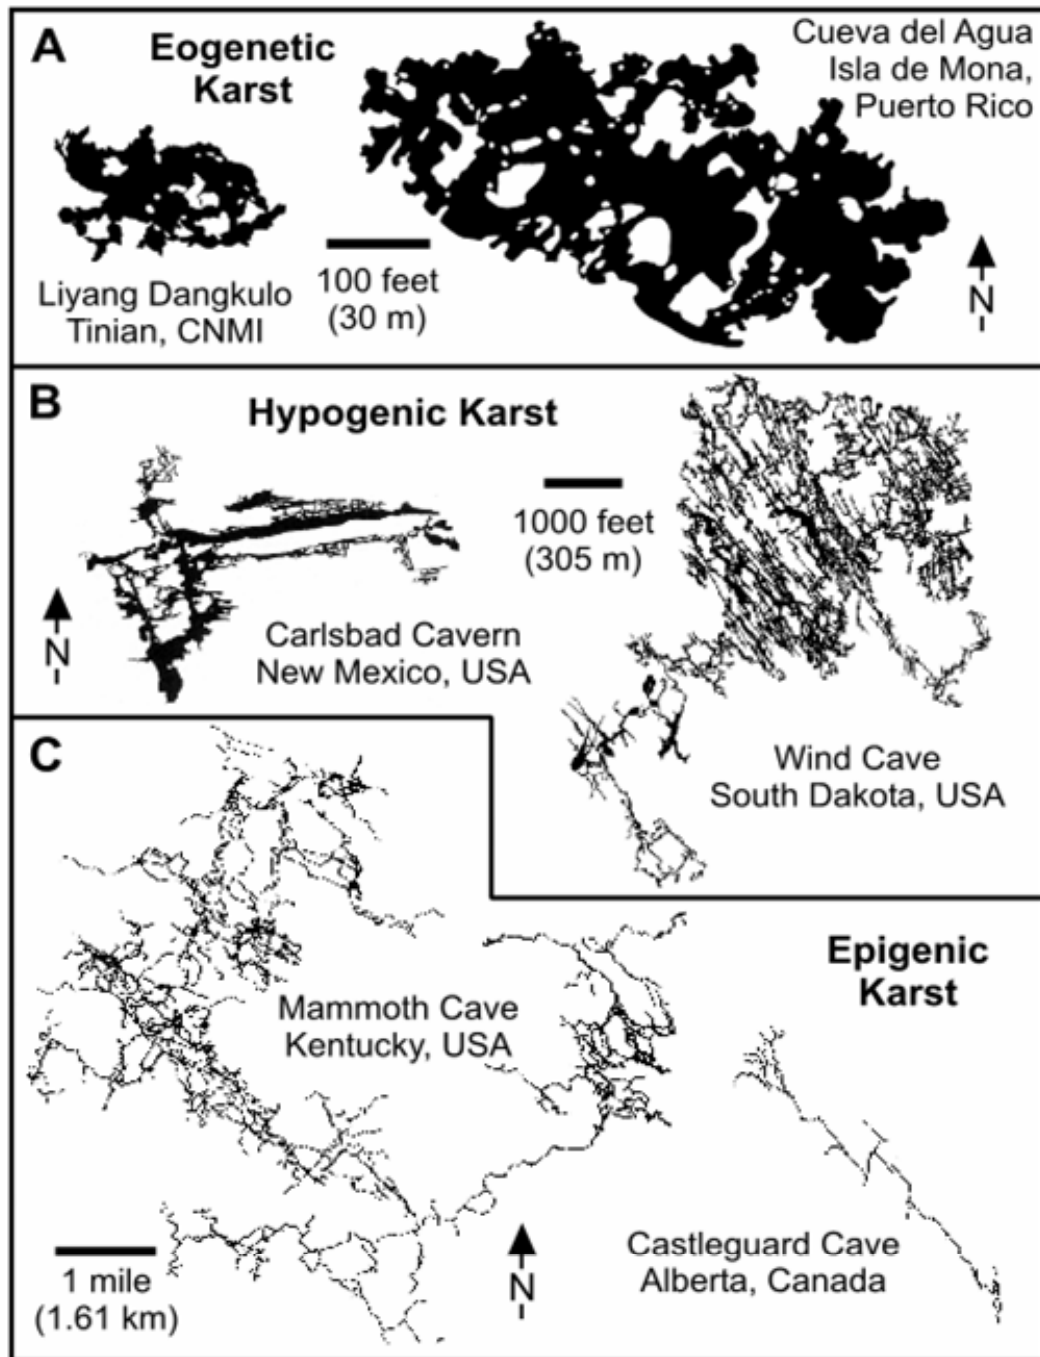 A
Eogenetic
Karst
Cueva del Agua
Isla de Mona,
Puerto Rico
Liyang Dangkulo
Tinian, CNMI
100 feet
(30 m)
N
B
Hypogenic Karst
1000 feet
(305 m)
N
Carlsbad Cavern
New Mexico, USA
Wind Cave
South Dakota, USA
C
Mammoth Cave
Kentucky, USA
Epigenic
Karst
1 mile
(1.61 km)
N
Castleguard Cave
Alberta, Canada